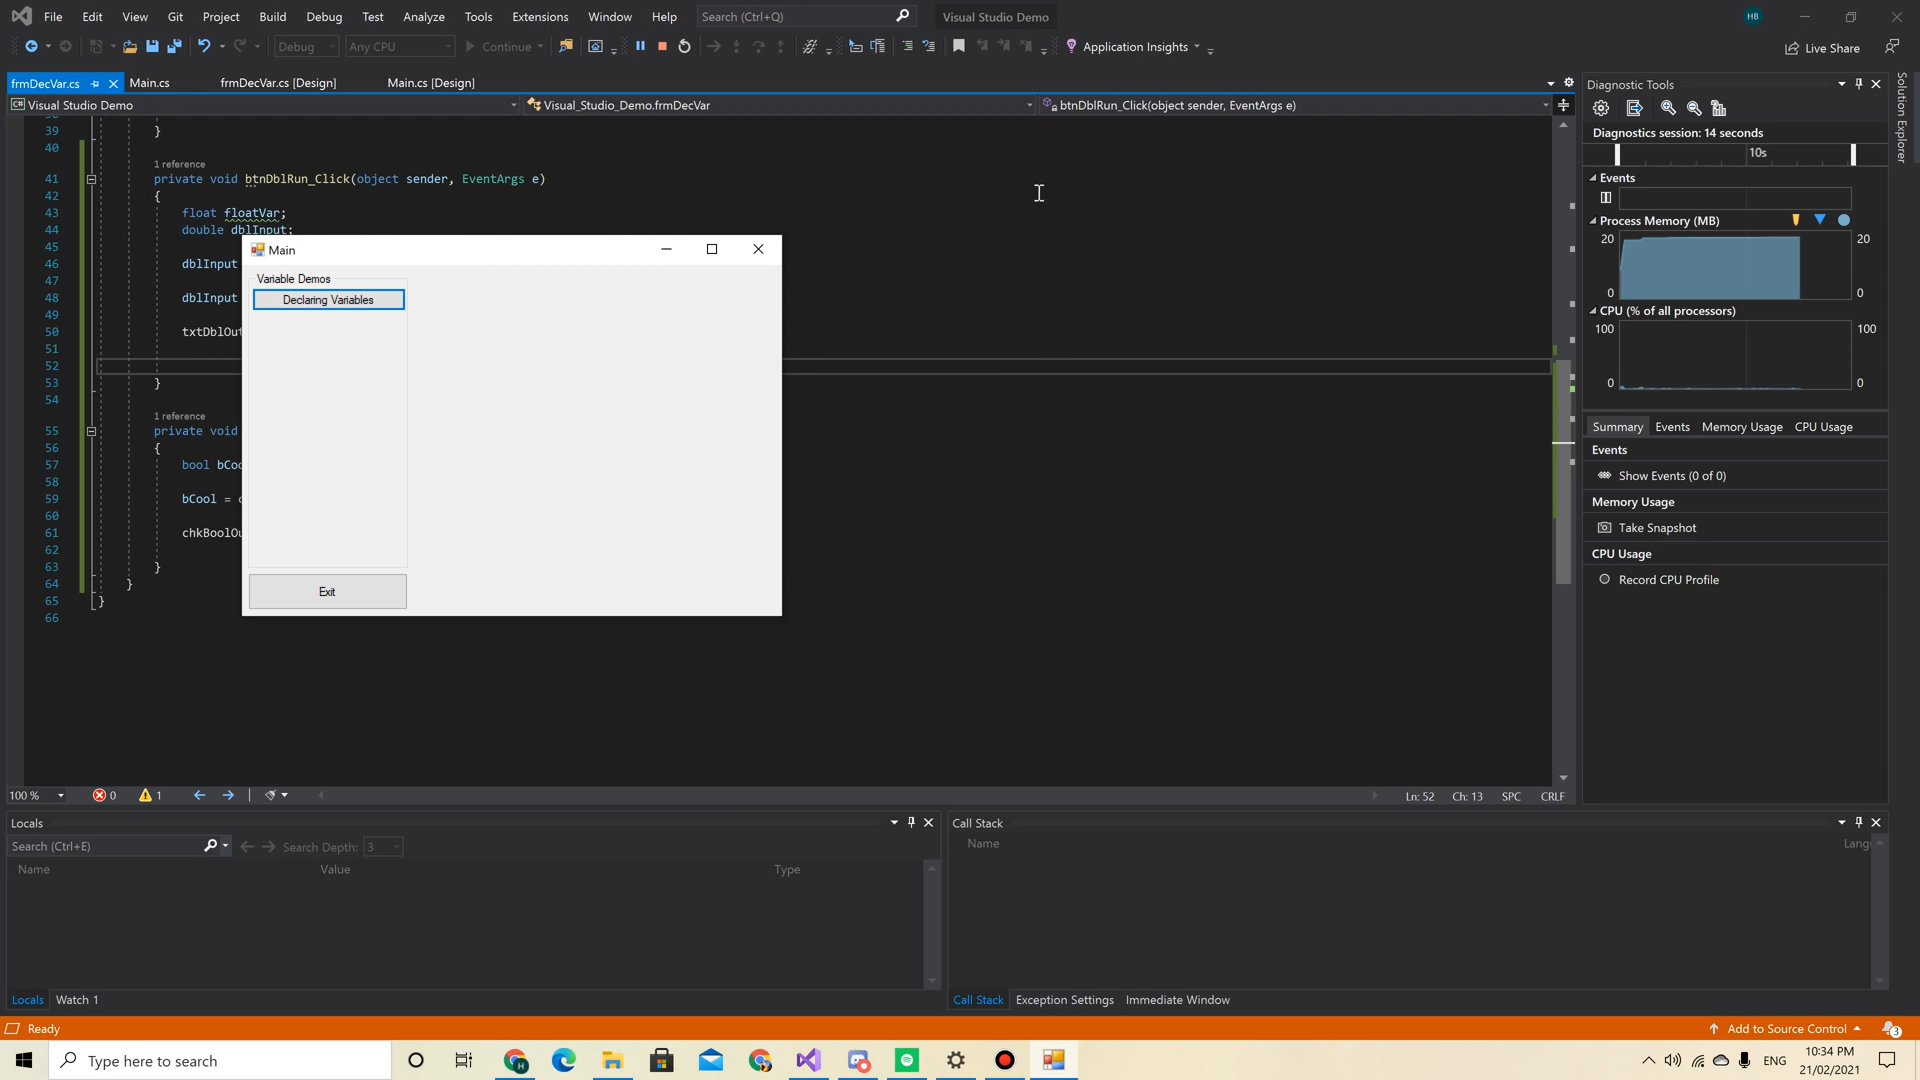 File Edit View Git Project Build Debug Test Analyze Tools Extensions Window Help Search (Ctrl+Q) Visual Studio Demo HB
Debug Any CPU Continue Application Insights Live Share
frmDecVar.cs Main.cs frmDecVar.cs [Design] Main.cs [Design]
Visual Studio Demo Visual_Studio_Demo.frmDecVar btnDblRun_Click(object sender, EventArgs e)
39 }
40
1 reference
41 private void btnDblRun_Click(object sender, EventArgs e)
42 {
43 float floatVar;
44 double dblInput;
45
46 dblInput
47
48 dblInput
49
50 txtDblOut
51
52
53 }
54
1 reference
55 private void
56 {
57 bool bCoo
58
59 bCool =
60
61 chkBoolOu
62
63 }
64 }
65 }
66
Main
Variable Demos
Declaring Variables
Exit
100 % 0 1 Ln: 52 Ch: 13 SPC CRLF
Diagnostic Tools
Diagnostics session: 14 seconds
10s
Events
Process Memory (MB)
20 20
0 0
CPU (% of all processors)
100 100
0 0
Summary Events Memory Usage CPU Usage
Events
Show Events (0 of 0)
Memory Usage
Take Snapshot
CPU Usage
Record CPU Profile
Solution Explorer
Locals
Search (Ctrl+E) Search Depth: 3
Name Value Type
Locals Watch 1
Call Stack
Name Lang
Call Stack Exception Settings Immediate Window
Ready Add to Source Control 3
Type here to search ENG 10:34 PM
21/02/2021